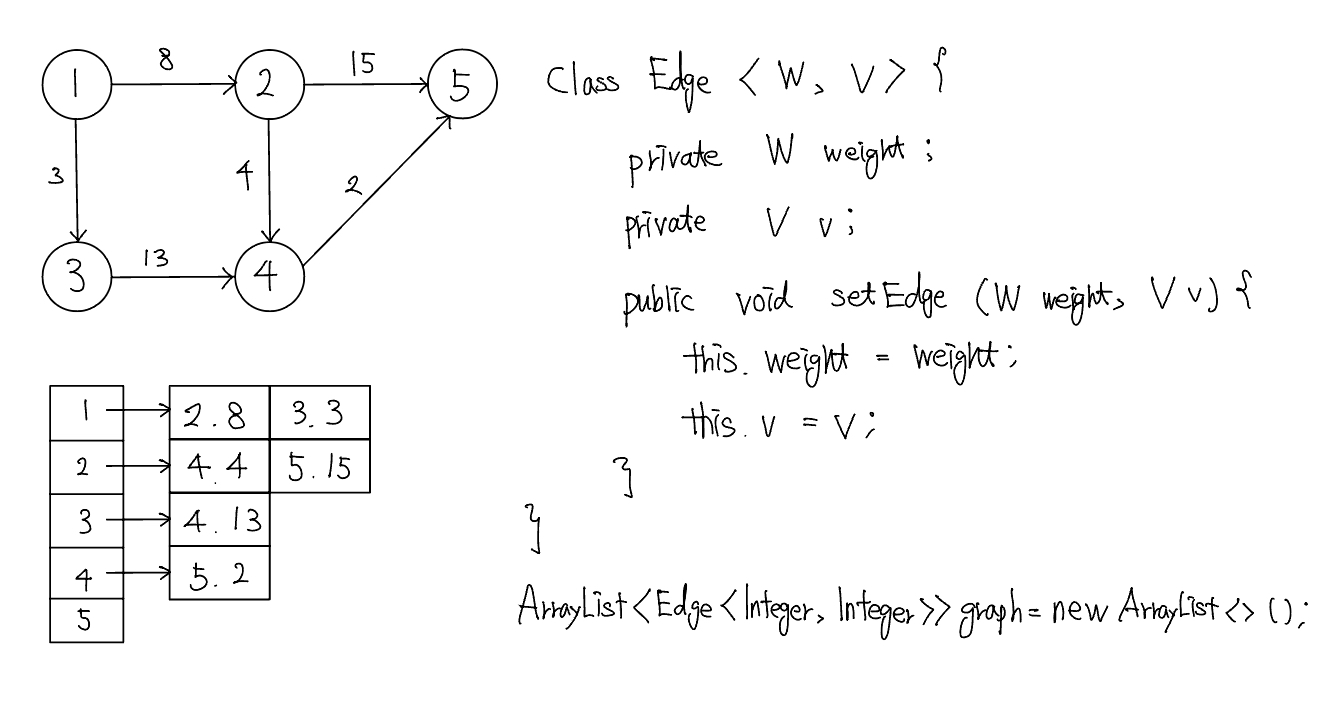 8
15
1
2
5
3
4
2
13
3
4
1 2.8 3.3
2 4.4 5.15
3 4.13
4 5.2
5
Class Edge <W, V> {
private W weight;
private V v;
public void setEdge (W weight, V v) {
this.weight = weight;
this.v = v;
}
}
ArrayList<Edge<Integer, Integer>> graph = new ArrayList<>();